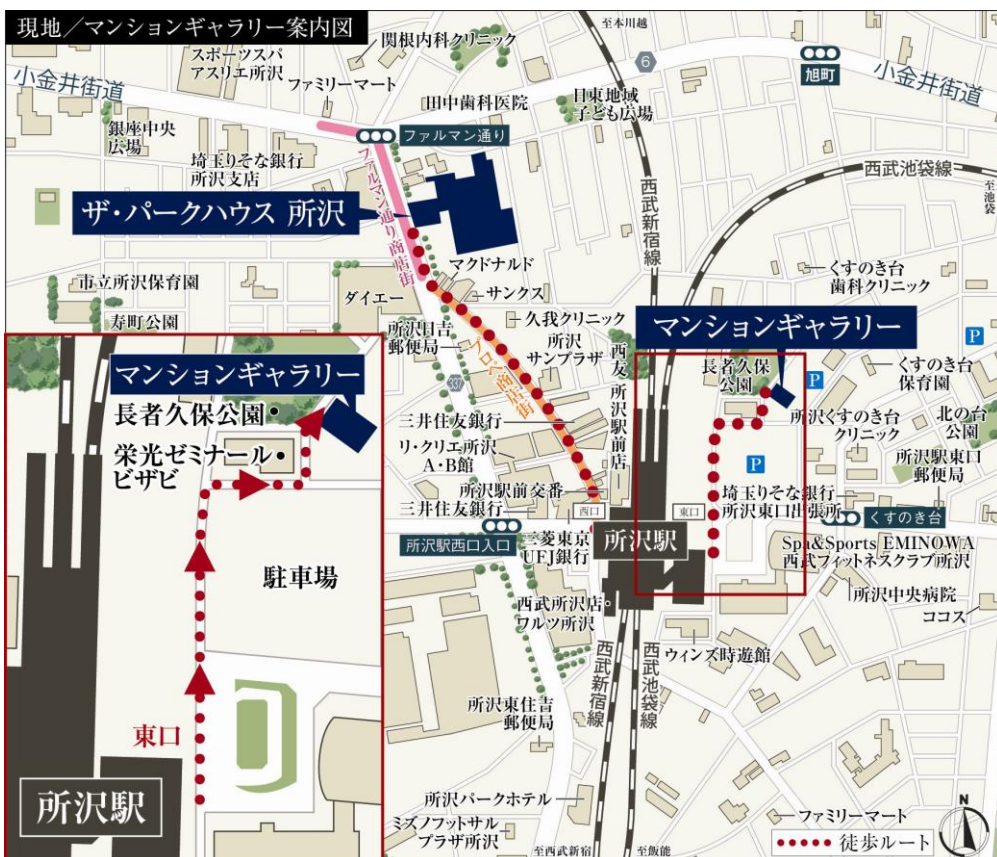 現地/マンションギャラリー案内図
至本川越
関根内科クリニック
スポーツスパ
アスリエ所沢
ファミリーマート
小金井街道
6
旭町
小金井街道
田中歯科医院
日東地域
子ども広場
銀座中央
広場
ファルマン通り
埼玉りそな銀行
所沢支店
西武池袋線
至池袋
西武新宿線
ザ・パークハウス 所沢
ファルマン通り商店街
マクドナルド
サンクス
くすのき台
歯科クリニック
市立所沢保育園
ダイエー
寿町公園
久我クリニック
所沢日吉
郵便局
所沢
サンプラザ
プロペ商店街
337
西友 所沢駅前店
マンションギャラリー
長者久保
公園
P
P
くすのき台
保育園
所沢くすのき台
クリニック
北の台
公園
P
三井住友銀行
リ・クリエ所沢
A・B館
所沢駅東口
郵便局
所沢駅前交番
三井住友銀行
西口
東口
埼玉りそな銀行
所沢東口出張所
くすのき台
所沢駅西口入口
三菱東京
UFJ銀行
所沢駅
Spa&Sports EMINOWA
西武フィットネスクラブ所沢
所沢中央病院
西武所沢店・
ワルツ所沢
ココス
ウィンズ時遊館
西武新宿線
西武池袋線
所沢東住吉
郵便局
所沢パークホテル
ミズノフットサル
プラザ所沢
ファミリーマート
N
徒歩ルート
至西武新宿
至飯能
マンションギャラリー
長者久保公園・
栄光ゼミナール・
ビザビ
駐車場
東口
所沢駅